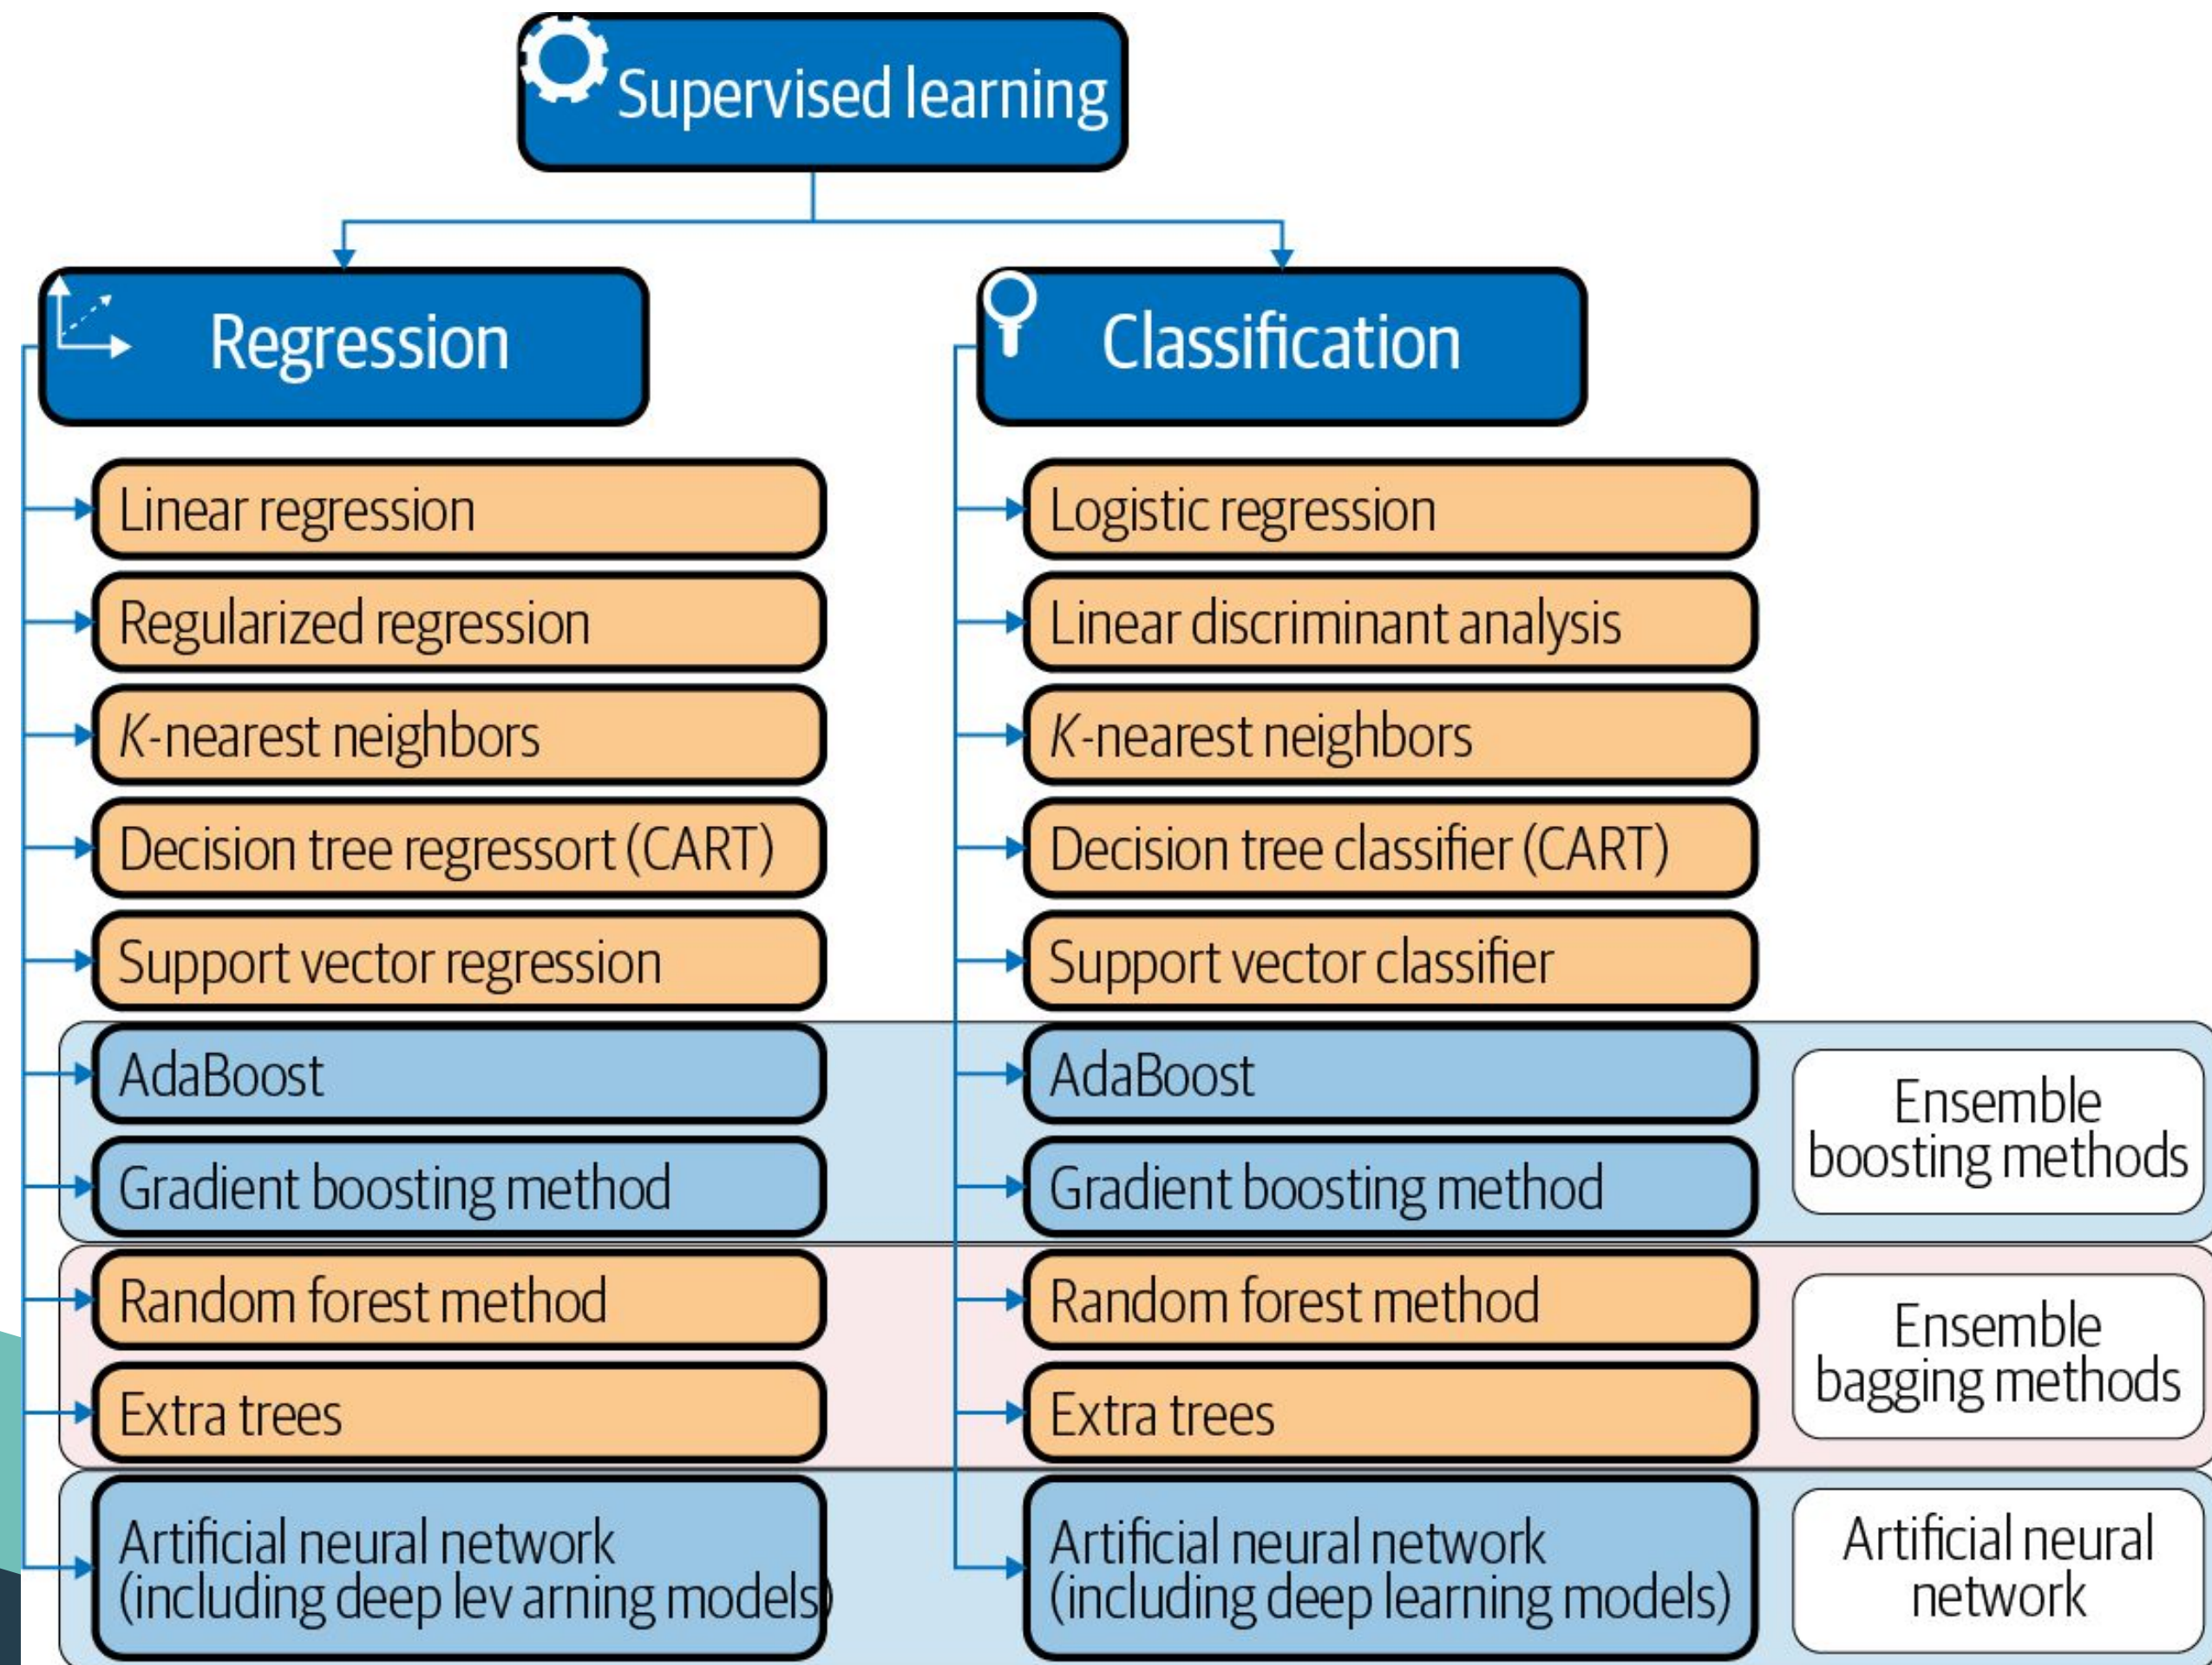 Supervised learning
Regression
Classification
Linear regression
Regularized regression
K-nearest neighbors
Decision tree regressort (CART)
Support vector regression
AdaBoost
Gradient boosting method
Random forest method
Extra trees
Artificial neural network
(including deep lev arning models)
Logistic regression
Linear discriminant analysis
K-nearest neighbors
Decision tree classifier (CART)
Support vector classifier
AdaBoost
Gradient boosting method
Random forest method
Extra trees
Artificial neural network
(including deep learning models)
Ensemble
boosting methods
Ensemble
bagging methods
Artificial neural
network